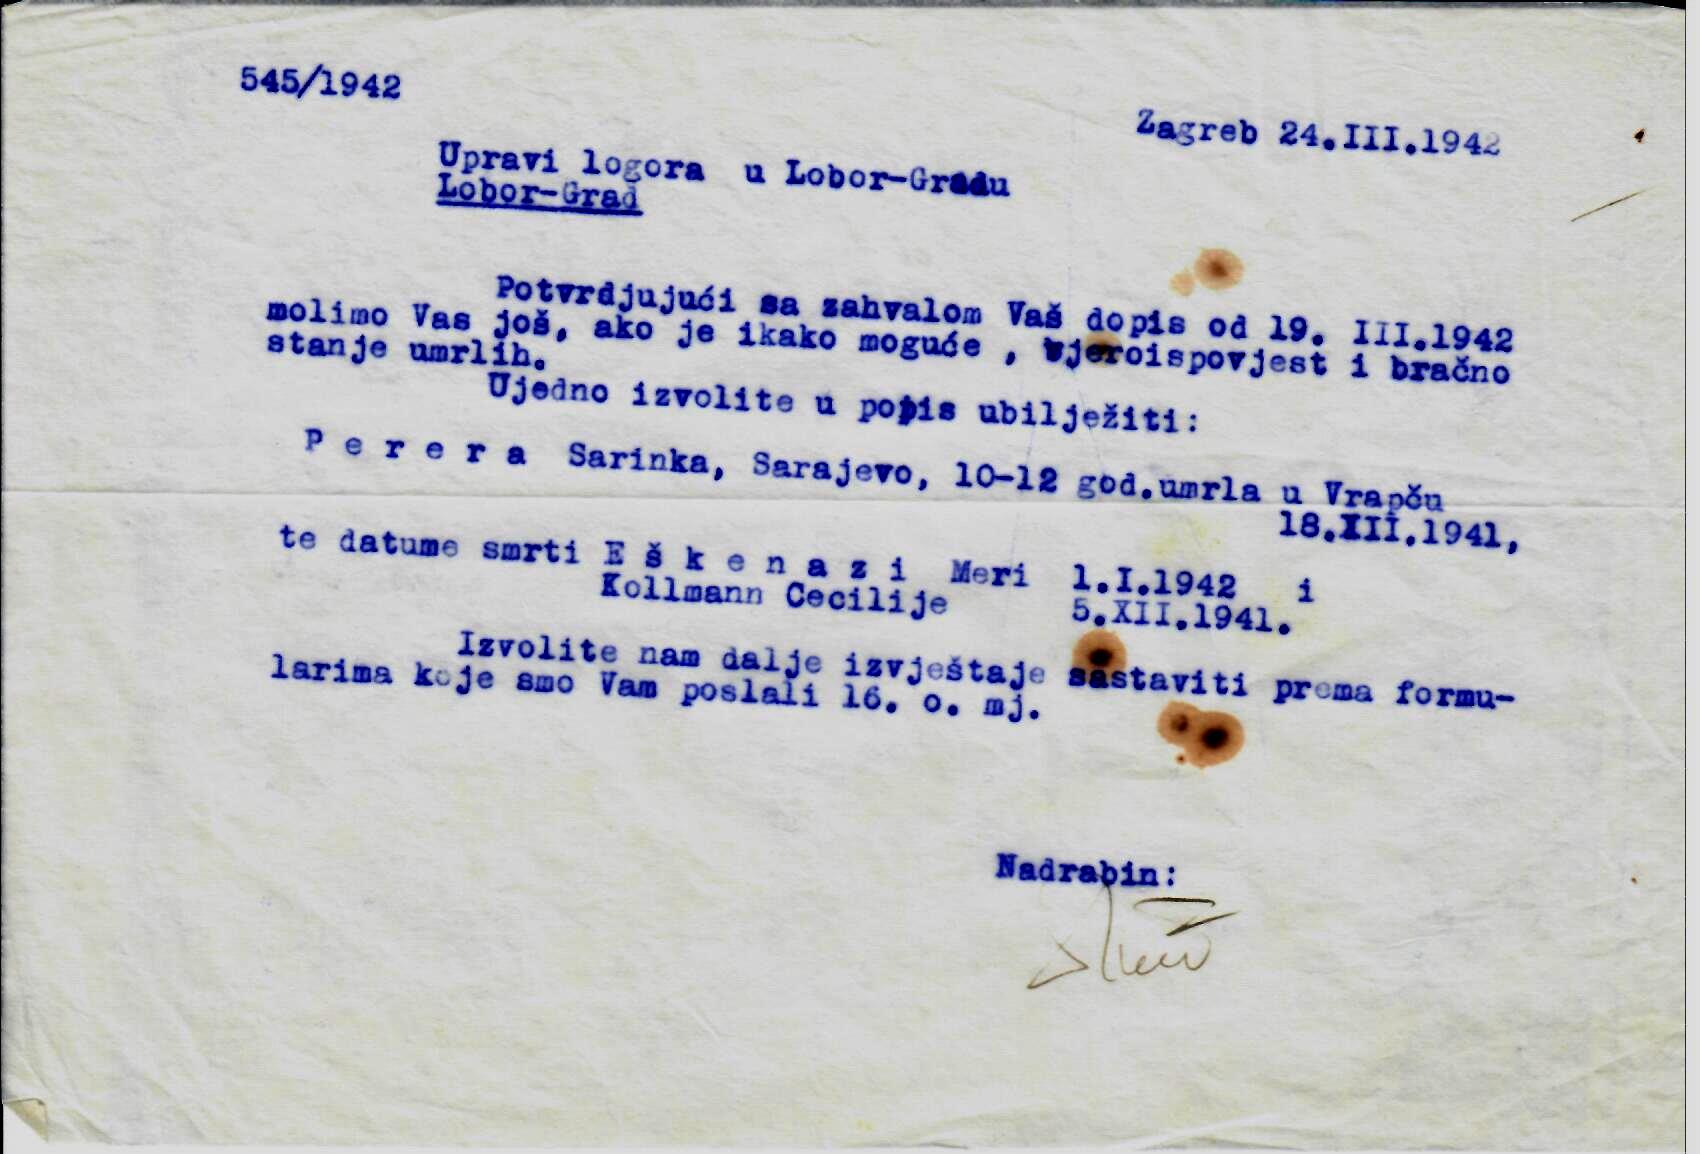 545/1942
Zagreb 24.III.1942
Upravi logora u Lobor-Gradu
Lobor-Grad
Potvrdjujući sa zahvalom Vaš dopis od 19. III.1942
molimo Vas još, ako je ikako moguće , vjeroispovjest i bračno
stanje umrlih.
Ujedno izvolite u popis ubilježiti:
P e r e r a Sarinka, Sarajevo, 10-12 god.umrla u Vrapču
18.XII.1941,
te datume smrti E š k e n a z i Meri 1.I.1942 i
Kollmann Cecilije 5.XII.1941.
Izvolite nam dalje izvještaje sastaviti prema formu-
larima koje smo Vam poslali 16. o. mj.
Nadrabin: